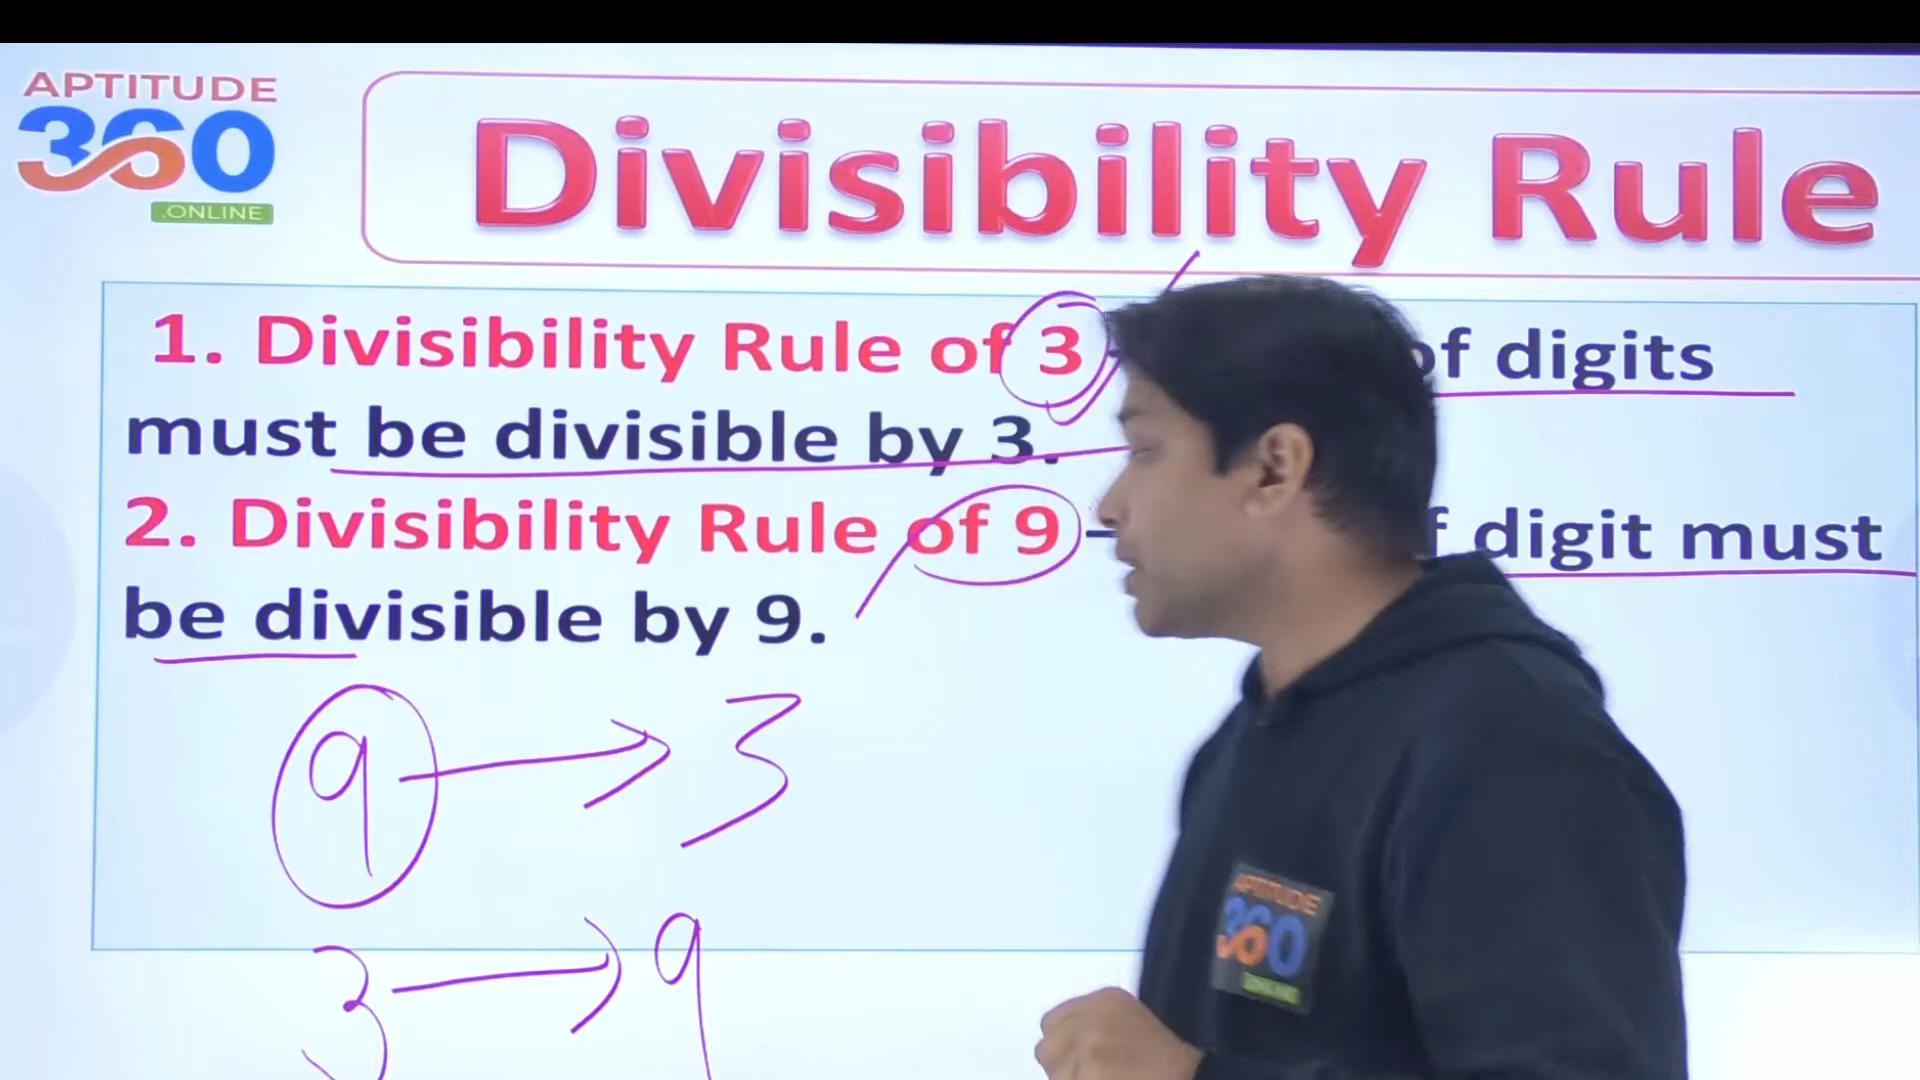 APTITUDE
360
.ONLINE
Divisibility Rule
1. Divisibility Rule of 3 - of digits
must be divisible by 3.
2. Divisibility Rule of 9 - digit must
be divisible by 9.
9 → 3
3 → 9
APTITUDE
360